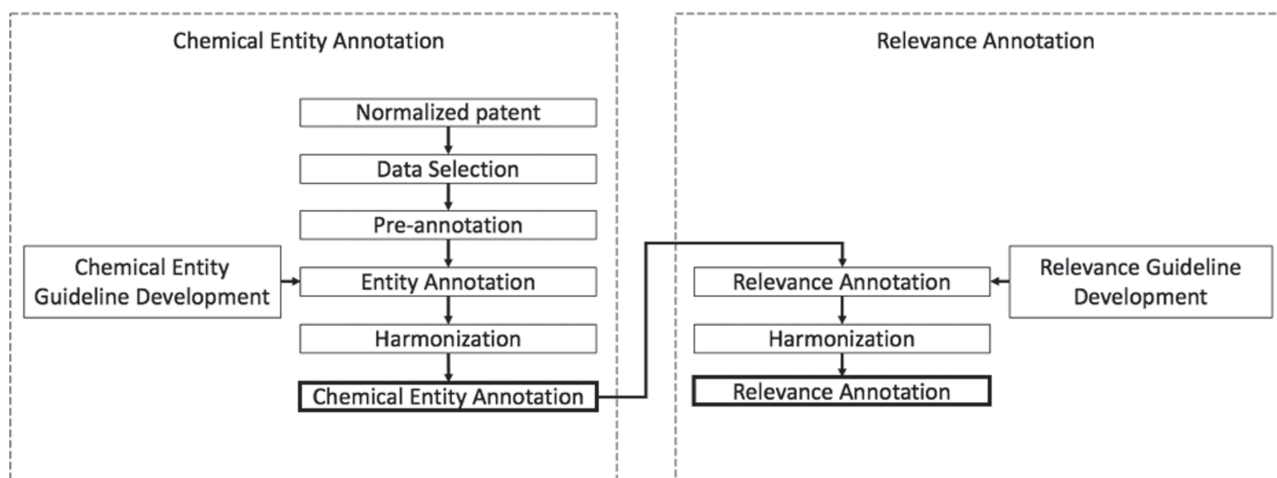 Chemical Entity Annotation
Normalized patent
Data Selection
Pre-annotation
Chemical Entity
Guideline Development
Entity Annotation
Harmonization
Chemical Entity Annotation
Relevance Annotation
Relevance Annotation
Relevance Guideline
Development
Harmonization
Relevance Annotation